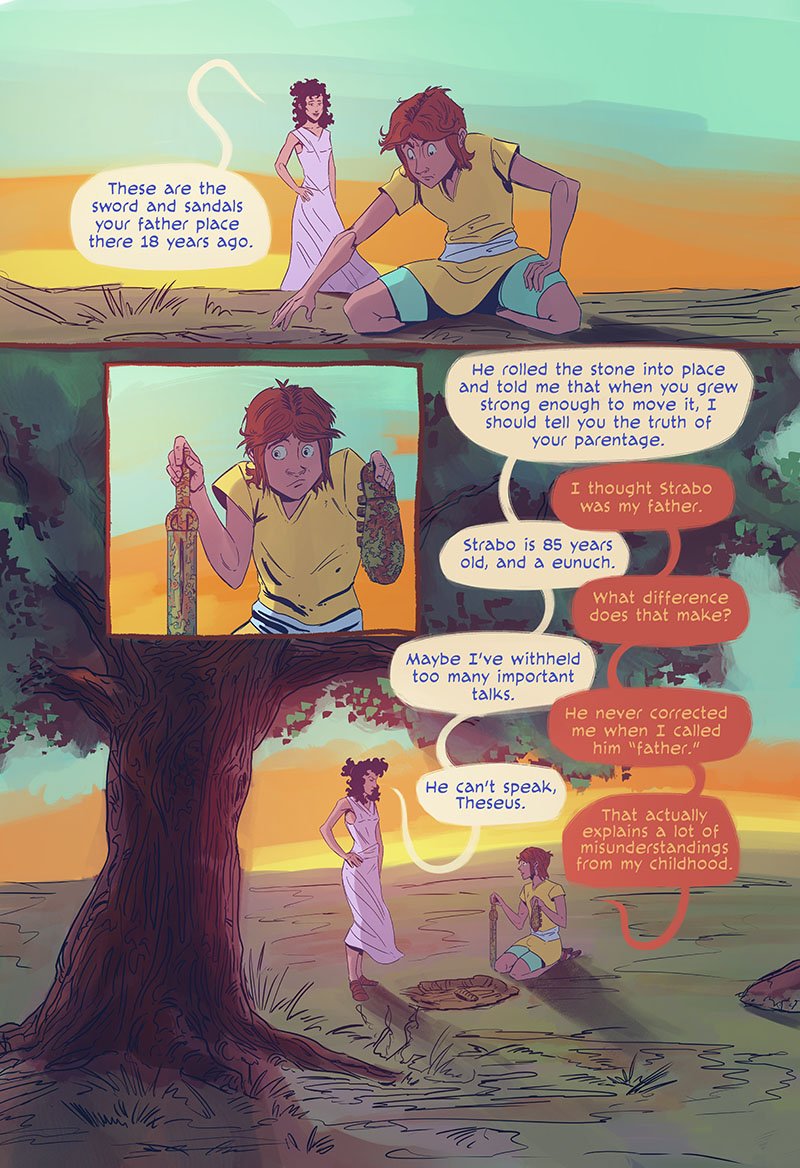 These are the
sword and sandals
your father place
there 18 years ago.
He rolled the stone into place
and told me that when you grew
strong enough to move it, I
should tell you the truth of
your parentage.
I thought Strabo
was my father.
Strabo is 85 years
old, and a eunuch.
What difference
does that make?
Maybe I've withheld
too many important
talks.
He never corrected
me when I called
him "father."
He can't speak,
Theseus.
That actually
explains a lot of
misunderstandings
from my childhood.